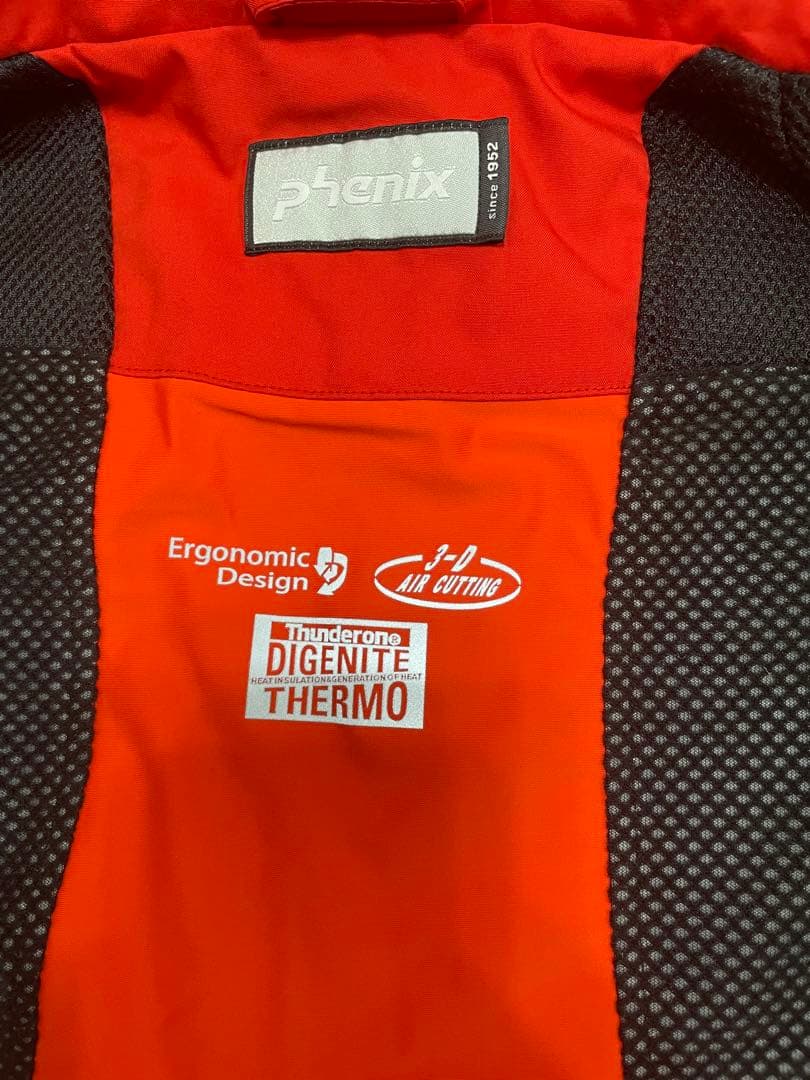 phenix
since 1952
Ergonomic
Design
3-D
AIR CUTTING
Thunderon®
DIGENITE
HEAT INSULATION&GENERATION OF HEAT
THERMO